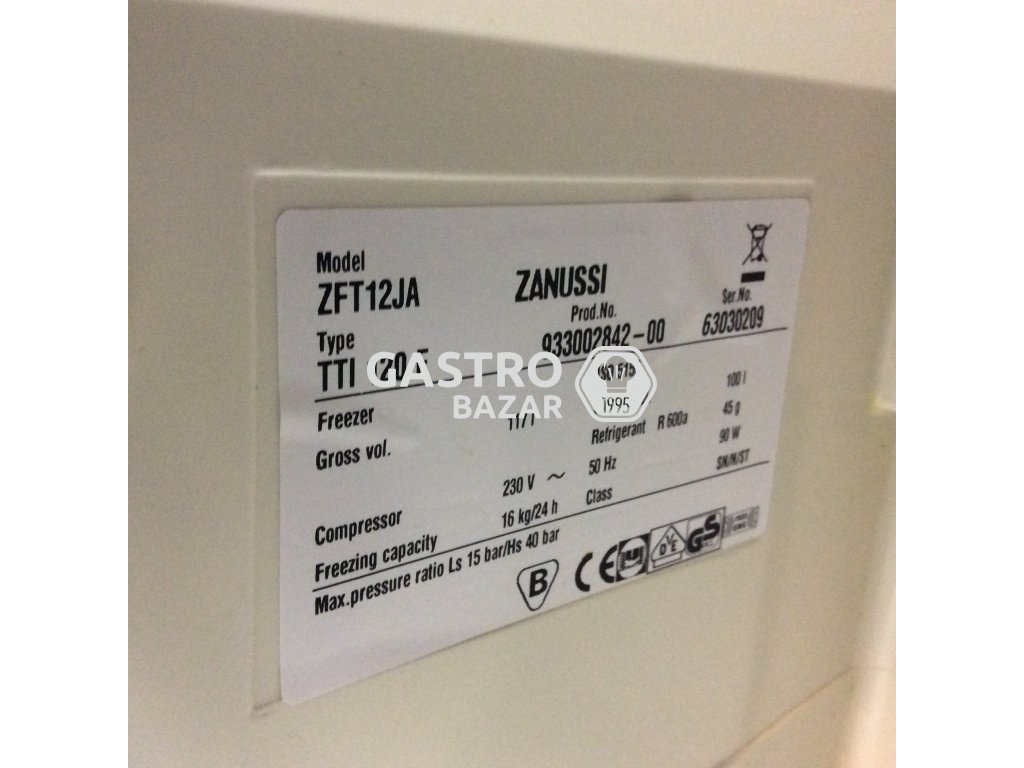 Model
ZFT12JA ZANUSSI
Type Prod.No. Ser.No.
TTI 933002842-00 63030209
GASTRO
BAZAR
1995
Freezer 100 l
Gross vol. Refrigerant R 600a 45 g
230 V ~ 50 Hz 90 W
Compressor
Freezing capacity 16 kg/24 h Class SN/N/ST
Max.pressure ratio Ls 15 bar/Hs 40 bar
B CE DVE GS